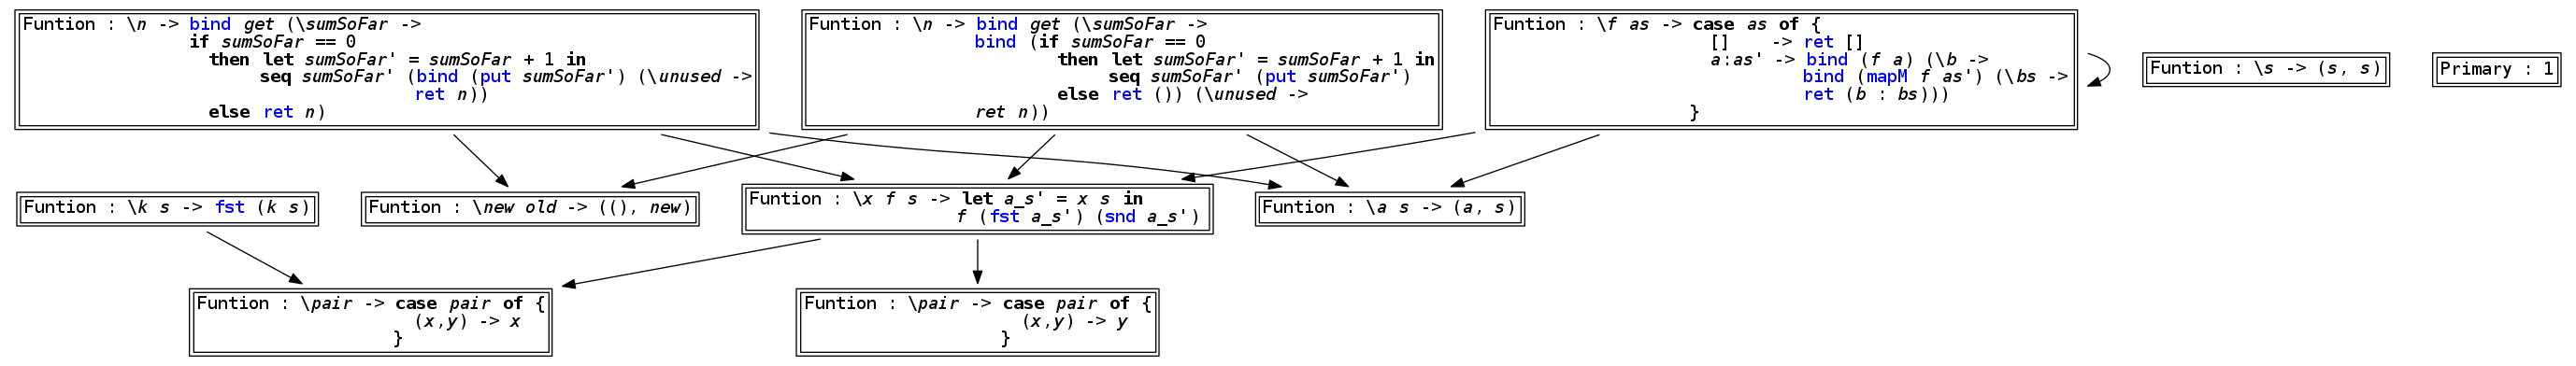 Funtion : \n -> bind get (\sumSoFar ->
if sumSoFar == 0
then let sumSoFar' = sumSoFar + 1 in
seq sumSoFar' (bind (put sumSoFar') (\unused ->
ret n))
else ret n)
Funtion : \n -> bind get (\sumSoFar ->
bind (if sumSoFar == 0
then let sumSoFar' = sumSoFar + 1 in
seq sumSoFar' (put sumSoFar')
else ret ()) (\unused ->
ret n))
Funtion : \f as -> case as of {
[] -> ret []
a:as' -> bind (f a) (\b ->
bind (mapM f as') (\bs ->
ret (b : bs)))
}
Funtion : \s -> (s, s)
Primary : 1
Funtion : \k s -> fst (k s)
Funtion : \new old -> ((), new)
Funtion : \x f s -> let a_s' = x s in
f (fst a_s') (snd a_s')
Funtion : \a s -> (a, s)
Funtion : \pair -> case pair of {
(x,y) -> x
}
Funtion : \pair -> case pair of {
(x,y) -> y
}